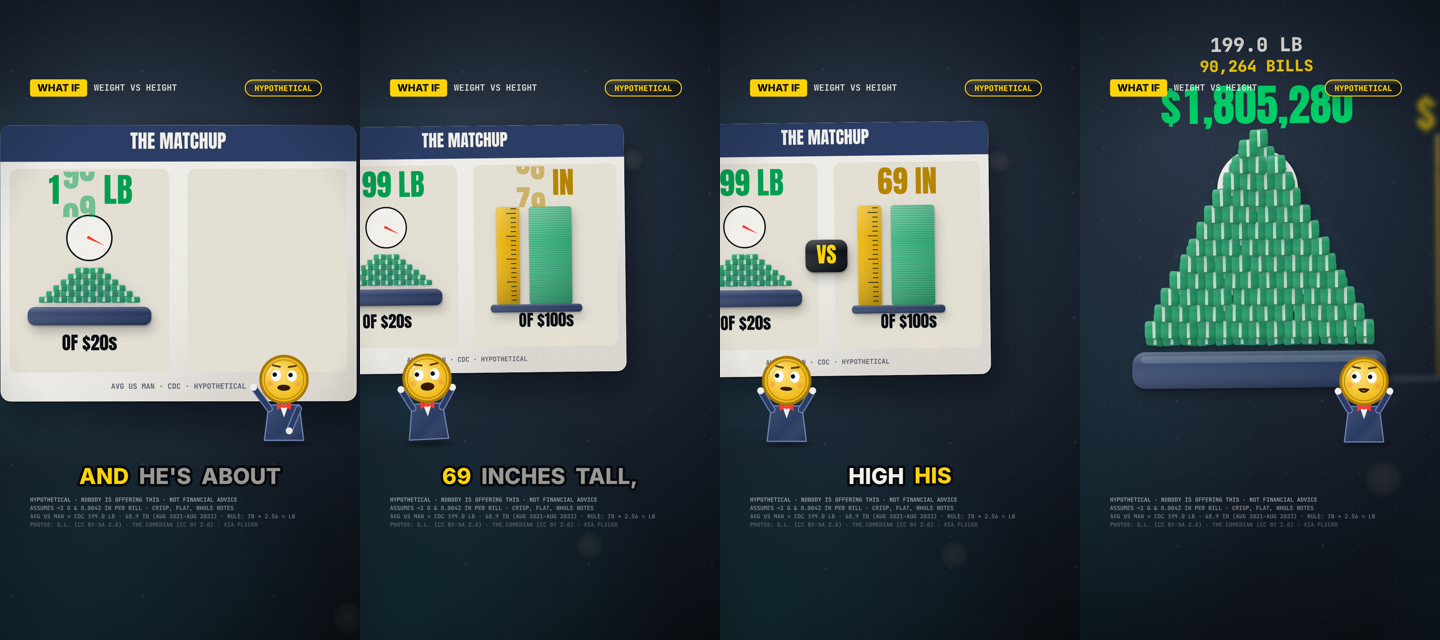 WHAT IF WEIGHT VS HEIGHT HYPOTHETICAL
THE MATCHUP
LB
OF $20s
AVG US MAN · CDC · HYPOTHETICAL
AND HE'S ABOUT
HYPOTHETICAL · NOBODY IS OFFERING THIS · NOT FINANCIAL ADVICE
ASSUMES ≈1 G & 0.0043 IN PER BILL · CRISP, FLAT, WHOLE NOTES
AVG US MAN = CDC 199.0 LB · 68.9 IN (AUG 2021–AUG 2023) · RULE: IN ÷ 2.56 = LB
PHOTOS: D.L. (CC BY-SA 2.0) · THE.COMEDIAN (CC BY 2.0) · VIA FLICKR
WHAT IF WEIGHT VS HEIGHT HYPOTHETICAL
THE MATCHUP
99 LB
IN
OF $20s
OF $100s
· CDC · HYPOTHETICAL
69 INCHES TALL,
HYPOTHETICAL · NOBODY IS OFFERING THIS · NOT FINANCIAL ADVICE
ASSUMES ≈1 G & 0.0043 IN PER BILL · CRISP, FLAT, WHOLE NOTES
AVG US MAN = CDC 199.0 LB · 68.9 IN (AUG 2021–AUG 2023) · RULE: IN ÷ 2.56 = LB
PHOTOS: D.L. (CC BY-SA 2.0) · THE.COMEDIAN (CC BY 2.0) · VIA FLICKR
WHAT IF WEIGHT VS HEIGHT HYPOTHETICAL
THE MATCHUP
99 LB
69 IN
VS
OF $20s
OF $100s
· CDC · HYPOTHETICAL
HIGH HIS
HYPOTHETICAL · NOBODY IS OFFERING THIS · NOT FINANCIAL ADVICE
ASSUMES ≈1 G & 0.0043 IN PER BILL · CRISP, FLAT, WHOLE NOTES
AVG US MAN = CDC 199.0 LB · 68.9 IN (AUG 2021–AUG 2023) · RULE: IN ÷ 2.56 = LB
PHOTOS: D.L. (CC BY-SA 2.0) · THE.COMEDIAN (CC BY 2.0) · VIA FLICKR
199.0 LB
90,264 BILLS
WHAT IF WEIGHT VS HEIGHT HYPOTHETICAL
$1,805,280
$
HYPOTHETICAL · NOBODY IS OFFERING THIS · NOT FINANCIAL ADVICE
ASSUMES ≈1 G & 0.0043 IN PER BILL · CRISP, FLAT, WHOLE NOTES
AVG US MAN = CDC 199.0 LB · 68.9 IN (AUG 2021–AUG 2023) · RULE: IN ÷ 2.56 = LB
PHOTOS: D.L. (CC BY-SA 2.0) · THE.COMEDIAN (CC BY 2.0) · VIA FLICKR